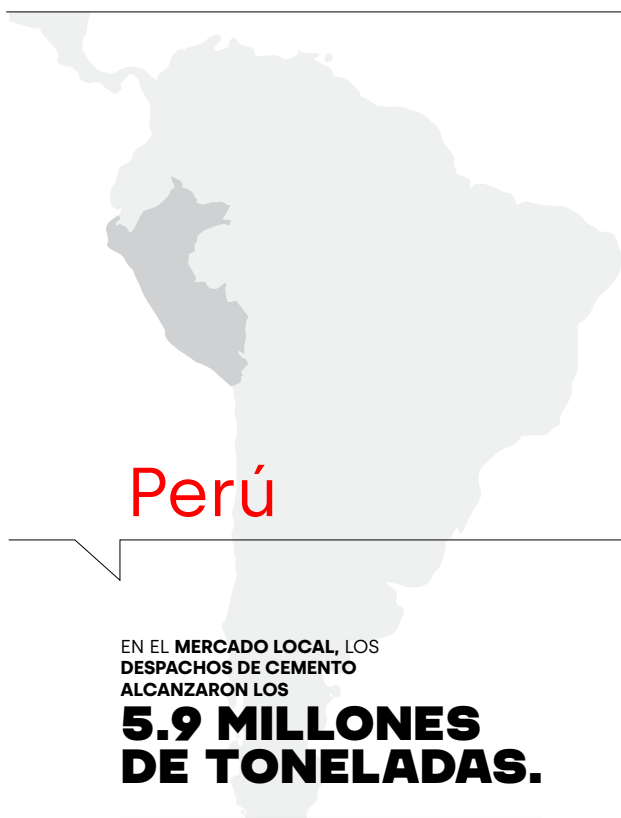 Perú
EN EL MERCADO LOCAL, LOS
DESPACHOS DE CEMENTO
ALCANZARON LOS
5.9 MILLONES
DE TONELADAS.